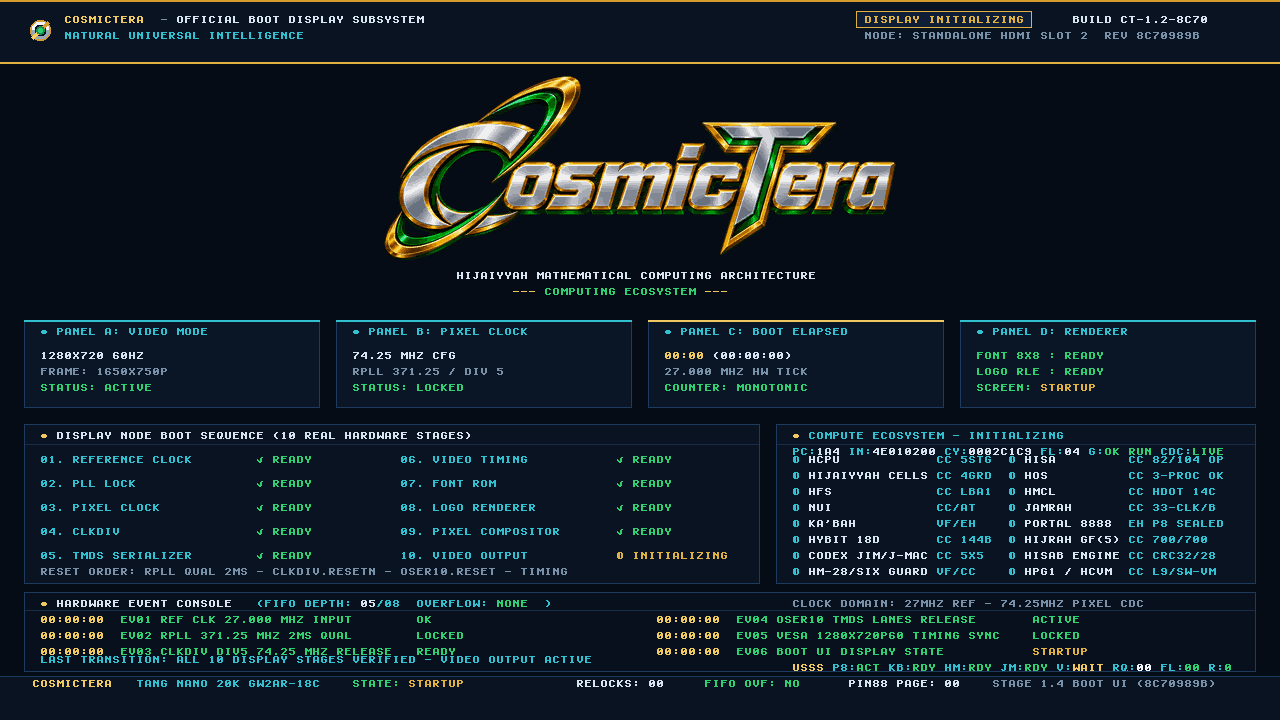 COSMICTERA – OFFICIAL BOOT DISPLAY SUBSYSTEM
NATURAL UNIVERSAL INTELLIGENCE
DISPLAY INITIALIZING BUILD CT-1.2-8C70
NODE: STANDALONE HDMI SLOT 2 REV 8C70989B
CosmicTera
HIJAIYYAH MATHEMATICAL COMPUTING ARCHITECTURE
--- COMPUTING ECOSYSTEM ---
PANEL A: VIDEO MODE
1280X720 60HZ
FRAME: 1650X750P
STATUS: ACTIVE
PANEL B: PIXEL CLOCK
74.25 MHZ CFG
RPLL 371.25 / DIV 5
STATUS: LOCKED
PANEL C: BOOT ELAPSED
00:00 (00:00:00)
27.000 MHZ HW TICK
COUNTER: MONOTONIC
PANEL D: RENDERER
FONT 8X8 : READY
LOGO RLE : READY
SCREEN: STARTUP
DISPLAY NODE BOOT SEQUENCE (10 REAL HARDWARE STAGES)
01. REFERENCE CLOCK ✓ READY 06. VIDEO TIMING ✓ READY
02. PLL LOCK ✓ READY 07. FONT ROM ✓ READY
03. PIXEL CLOCK ✓ READY 08. LOGO RENDERER ✓ READY
04. CLKDIV ✓ READY 09. PIXEL COMPOSITOR ✓ READY
05. TMDS SERIALIZER ✓ READY 10. VIDEO OUTPUT O INITIALIZING
RESET ORDER: RPLL QUAL 2MS – CLKDIV.RESETN – OSER10.RESET – TIMING
COMPUTE ECOSYSTEM – INITIALIZING
PC:1A4 IN:4E010200 CY:0002C1C9 FL:04 G:OK RUN CDC:LIVE
O HCPU CC 5ST6 O HISA CC 82/104 OP
O HIJAIYYAH CELLS CC 46RD O HOS CC 3-PROC OK
O HFS CC LBA1 O HMCL CC HDOT 14C
O NUI CC/AT O JAMRAH CC 33-CLK/B
O KA'BAH VF/EH O PORTAL 8888 EH P8 SEALED
O HYBIT 18D CC 144B O HIJRAH GF(5) CC 700/700
O CODEX JIM/J-MAC CC 5X5 O HISAB ENGINE CC CRC32/28
O HM-28/SIX GUARD VF/CC O HPG1 / HCVM CC L9/SW-VM
HARDWARE EVENT CONSOLE (FIFO DEPTH: 05/08 OVERFLOW: NONE ) CLOCK DOMAIN: 27MHZ REF – 74.25MHZ PIXEL CDC
00:00:00 EV01 REF CLK 27.000 MHZ INPUT OK 00:00:00 EV04 OSER10 TMDS LANES RELEASE ACTIVE
00:00:00 EV02 RPLL 371.25 MHZ 2MS QUAL LOCKED 00:00:00 EV05 VESA 1280X720P60 TIMING SYNC LOCKED
00:00:00 EV03 CLKDIV DIV5 74.25 MHZ RELEASE READY 00:00:00 EV06 BOOT UI DISPLAY STATE STARTUP
LAST TRANSITION: ALL 10 DISPLAY STAGES VERIFIED – VIDEO OUTPUT ACTIVE
USSS P8:ACT KB:RDY HM:RDY JM:RDY V:WAIT RQ:00 FL:00 R:0
COSMICTERA TANG NANO 20K GW2AR-18C STATE: STARTUP RELOCKS: 00 FIFO OVF: NO PIN88 PAGE: 00 STAGE 1.4 BOOT UI (8C70989B)